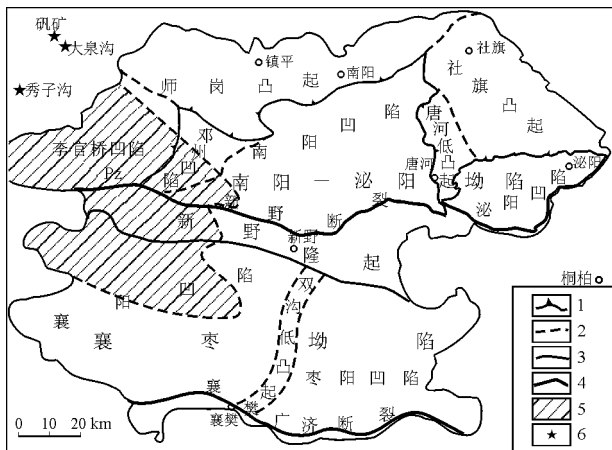 矾矿
大泉沟
秀子沟
镇平
南阳
社旗
师岗凸起
社旗凸起
南阳凹陷
唐河低凸起
唐河
泌阳
泌阳凹陷
李官桥凹陷
Pz
邓州凹陷
南阳—泌阳坳陷
新野断裂
新野隆起
新野
桐柏
襄阳凹陷
襄枣坳陷
双沟低凸起
枣阳凹陷
襄樊广济断裂
襄樊
0 10 20 km
1
2
3
4
5
6